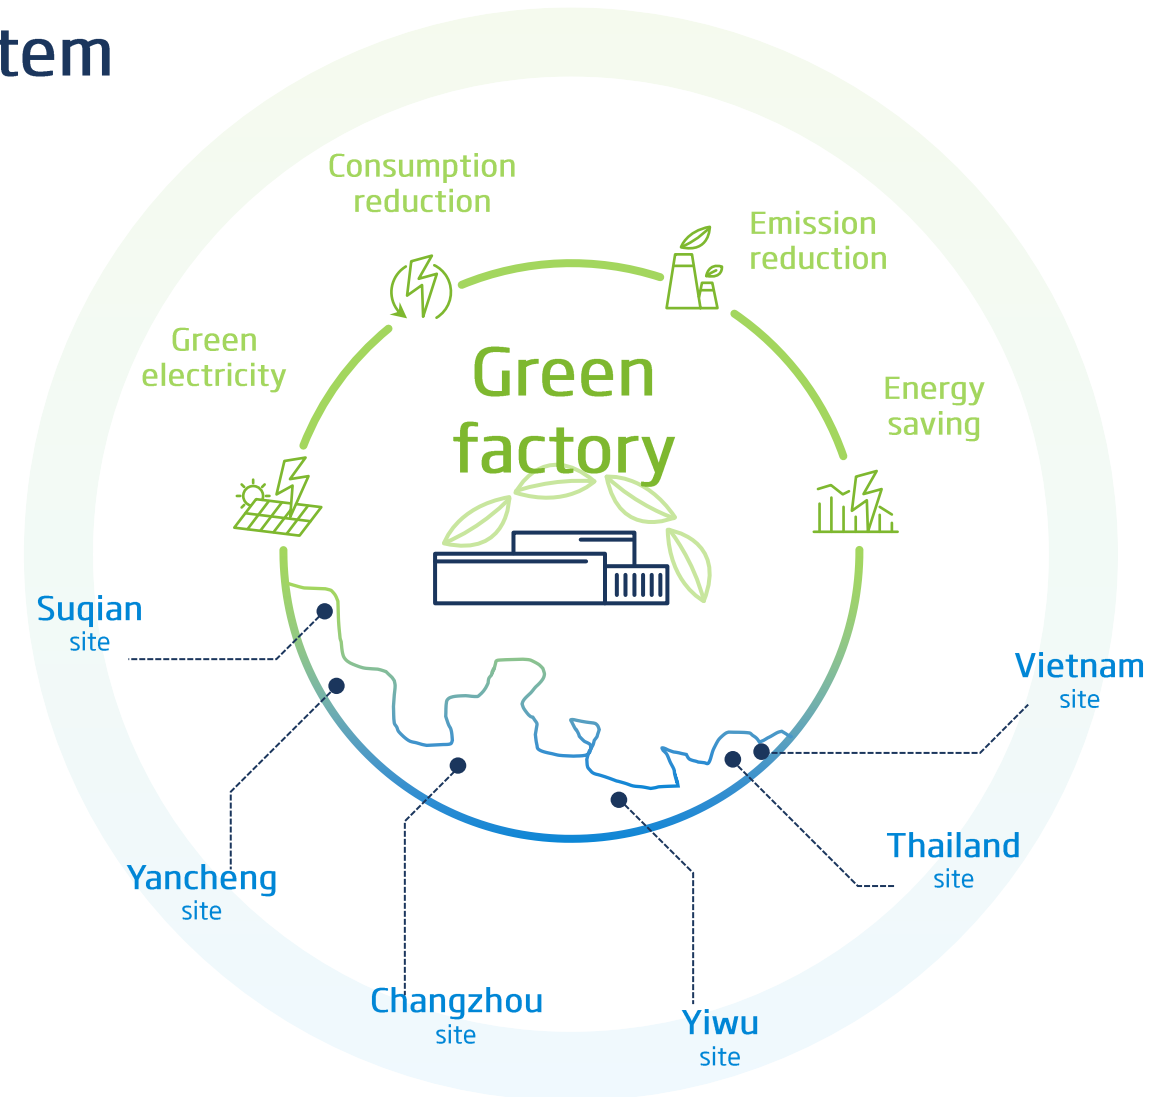 tem
Consumption
reduction
Emission
reduction
Green
electricity
Energy
saving
Green
factory
Suqian
site
Vietnam
site
Thailand
site
Yancheng
site
Changzhou
site
Yiwu
site